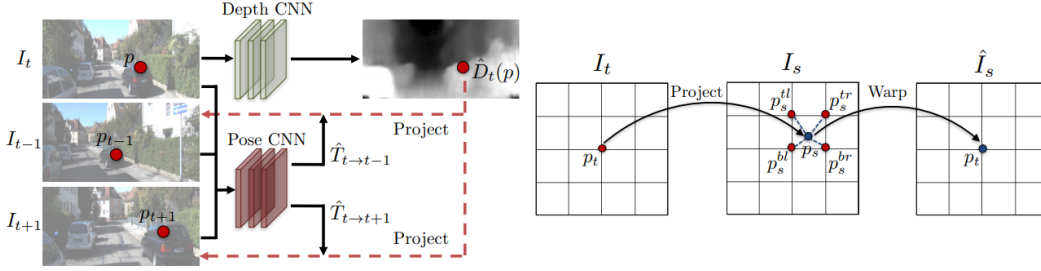 Depth CNN
I_t
p
D̂_t(p)
Project
I_{t-1}
p_{t-1}
Pose CNN
T̂_{t→t-1}
I_{t+1}
p_{t+1}
T̂_{t→t+1}
Project
I_t
I_s
Î_s
Project
Warp
p_s^{tl}
p_s^{tr}
p_t
p_s
p_t
p_s^{bl}
p_s^{br}